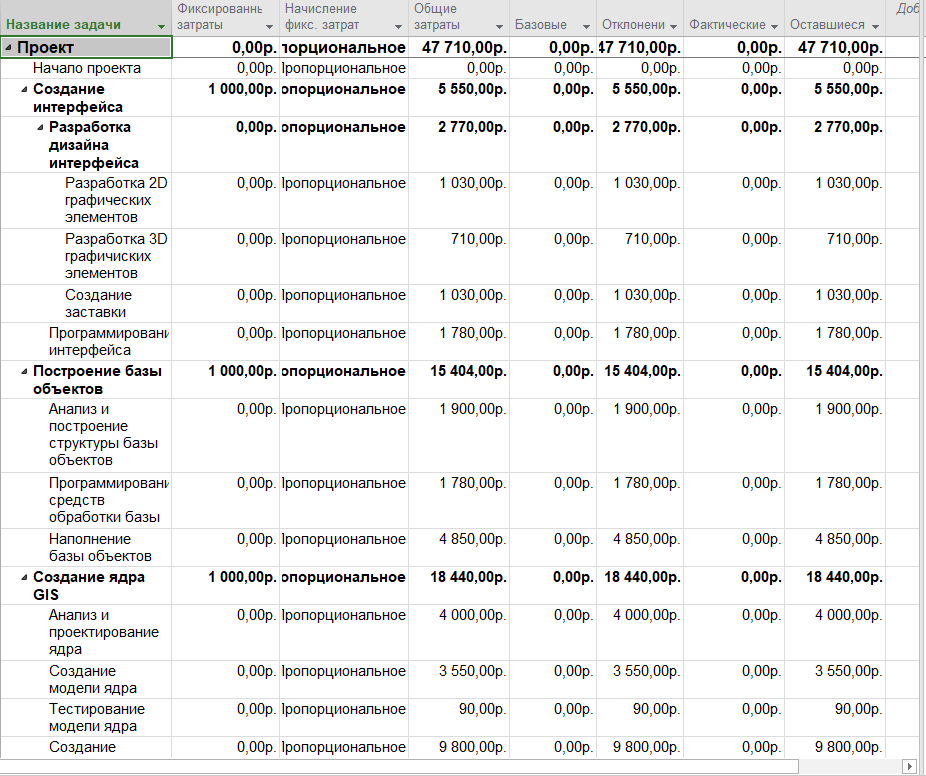 Название задачи Фиксированн затраты Начисление фикс. затрат Общие затраты Базовые Отклонени Фактические Оставшиеся Доб
Проект 0,00р. порциональное 47 710,00р. 0,00р. 47 710,00р. 0,00р. 47 710,00р.
Начало проекта 0,00р. Пропорциональное 0,00р. 0,00р. 0,00р. 0,00р. 0,00р.
Создание 1 000,00р. опорциональное 5 550,00р. 0,00р. 5 550,00р. 0,00р. 5 550,00р.
интерфейса
Разработка 0,00р. опорциональное 2 770,00р. 0,00р. 2 770,00р. 0,00р. 2 770,00р.
дизайна
интерфейса
Разработка 2D 0,00р. Пропорциональное 1 030,00р. 0,00р. 1 030,00р. 0,00р. 1 030,00р.
графических
элементов
Разработка 3D 0,00р. Пропорциональное 710,00р. 0,00р. 710,00р. 0,00р. 710,00р.
графичиских
элементов
Создание 0,00р. Пропорциональное 1 030,00р. 0,00р. 1 030,00р. 0,00р. 1 030,00р.
заставки
Программировани 0,00р. Пропорциональное 1 780,00р. 0,00р. 1 780,00р. 0,00р. 1 780,00р.
интерфейса
Построение базы 1 000,00р. опорциональное 15 404,00р. 0,00р. 15 404,00р. 0,00р. 15 404,00р.
объектов
Анализ и 0,00р. Пропорциональное 1 900,00р. 0,00р. 1 900,00р. 0,00р. 1 900,00р.
построение
структуры базы
объектов
Программировани 0,00р. Пропорциональное 1 780,00р. 0,00р. 1 780,00р. 0,00р. 1 780,00р.
средств
обработки базы
Наполнение 0,00р. Пропорциональное 4 850,00р. 0,00р. 4 850,00р. 0,00р. 4 850,00р.
базы объектов
Создание ядра 1 000,00р. опорциональное 18 440,00р. 0,00р. 18 440,00р. 0,00р. 18 440,00р.
GIS
Анализ и 0,00р. Пропорциональное 4 000,00р. 0,00р. 4 000,00р. 0,00р. 4 000,00р.
проектирование
ядра
Создание 0,00р. Пропорциональное 3 550,00р. 0,00р. 3 550,00р. 0,00р. 3 550,00р.
модели ядра
Тестирование 0,00р. Пропорциональное 90,00р. 0,00р. 90,00р. 0,00р. 90,00р.
модели ядра
Создание 0,00р. Пропорциональное 9 800,00р. 0,00р. 9 800,00р. 0,00р. 9 800,00р.